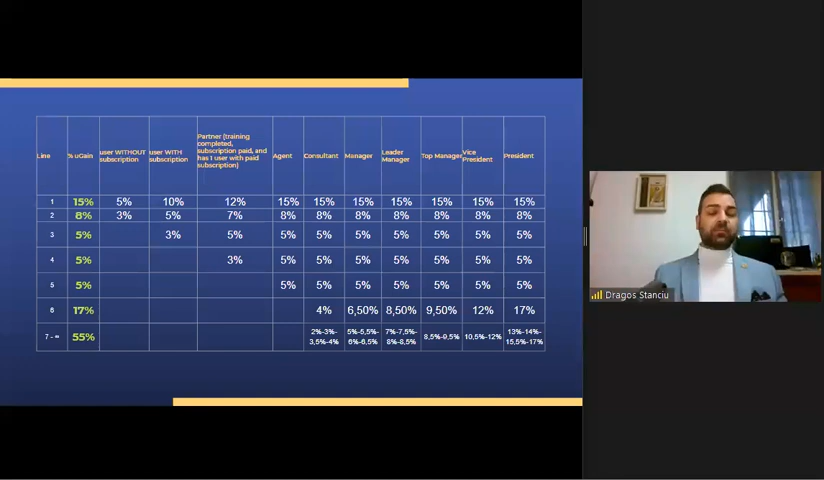 Line % uGain user WITHOUT subscription user WITH subscription Partner (training completed, subscription paid, and has 1 user with paid subscription) Agent Consultant Manager Leader Manager Top Manager Vice President President
1 15% 5% 10% 12% 15% 15% 15% 15% 15% 15% 15%
2 8% 3% 5% 7% 8% 8% 8% 8% 8% 8% 8%
3 5% 3% 5% 5% 5% 5% 5% 5% 5% 5%
4 5% 3% 5% 5% 5% 5% 5% 5% 5%
5 5% 5% 5% 5% 5% 5% 5% 5%
6 17% 4% 6,50% 8,50% 9,50% 12% 17%
7 - ∞ 55% 2%-3%-3,5%-4% 5%-5,5%-6%-6,5% 7%-7,5%-8%-8,5% 8,5%-9,5% 10,5%-12% 13%-14%-15,5%-17%
Dragos Stanciu